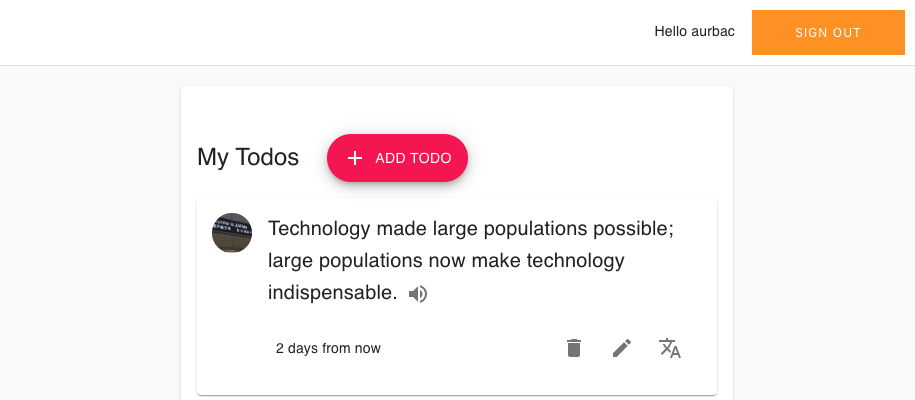 Hello aurbac
SIGN OUT
My Todos
ADD TODO
Technology made large populations possible;
large populations now make technology
indispensable.
2 days from now